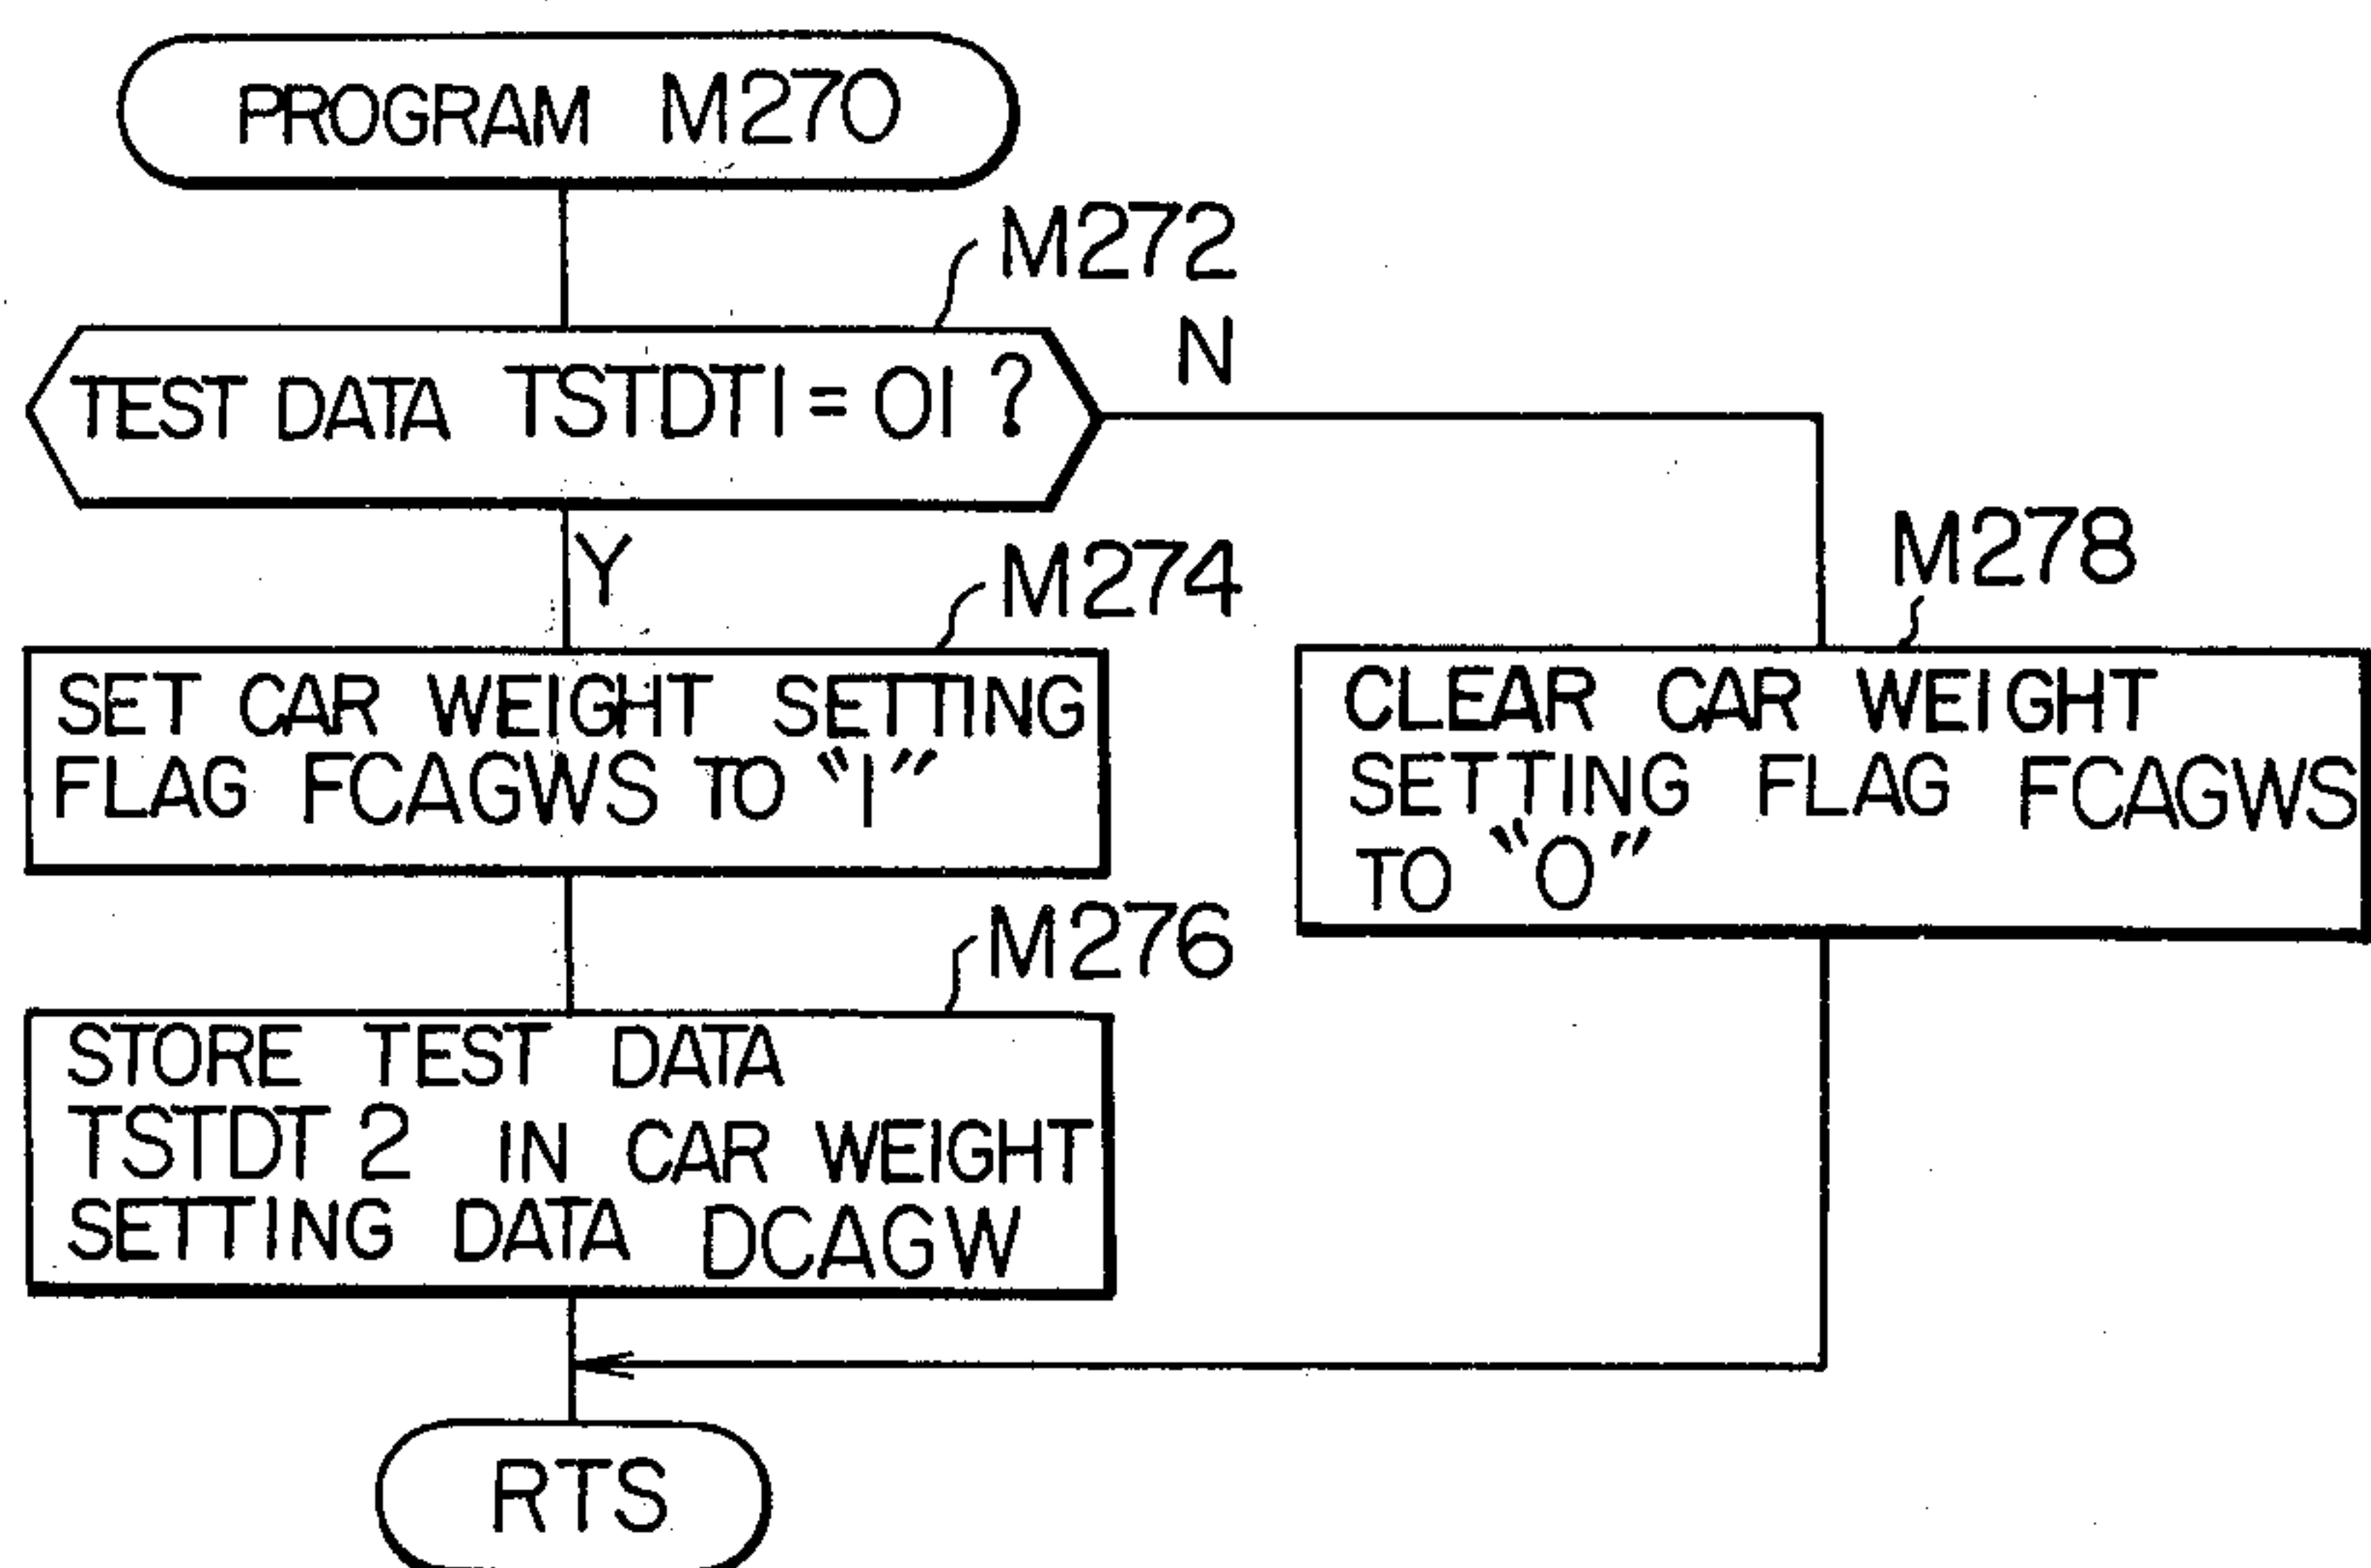 PROGRAM M270
M272
TEST DATA TSTDT1 = 01 ?
N
Y
M274
SET CAR WEIGHT SETTING
FLAG FCAGWS TO "1"
M278
CLEAR CAR WEIGHT
SETTING FLAG FCAGWS
TO "0"
M276
STORE TEST DATA
TSTDT 2 IN CAR WEIGHT
SETTING DATA DCAGW
RTS